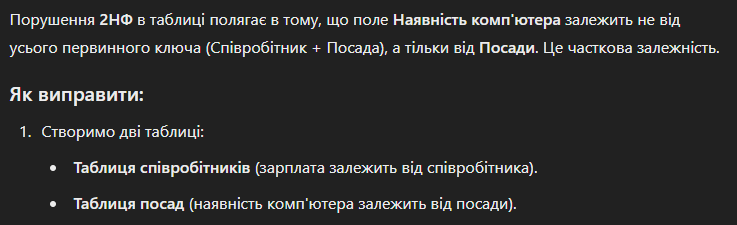 Порушення 2НФ в таблиці полягає в тому, що поле Наявність комп'ютера залежить не від
усього первинного ключа (Співробітник + Посада), а тільки від Посади. Це часткова залежність.
Як виправити:
1. Створимо дві таблиці:
• Таблиця співробітників (зарплата залежить від співробітника).
• Таблиця посад (наявність комп'ютера залежить від посади).